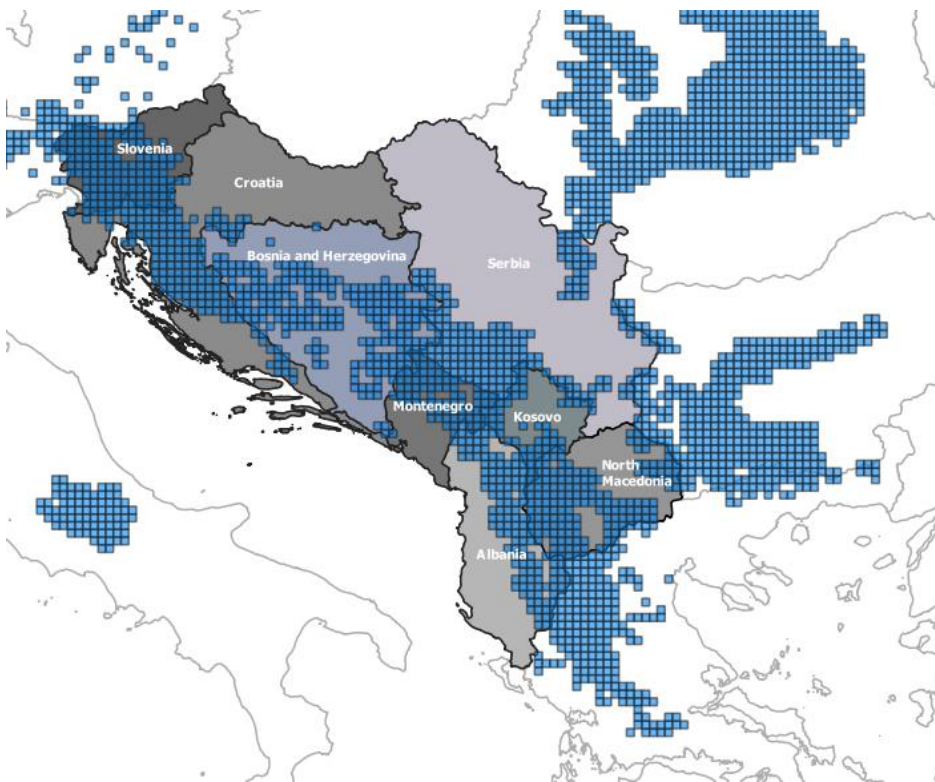 Slovenia
Croatia
Bosnia and Herzegovina
Serbia
Montenegro
Kosovo
North
Macedonia
Albania